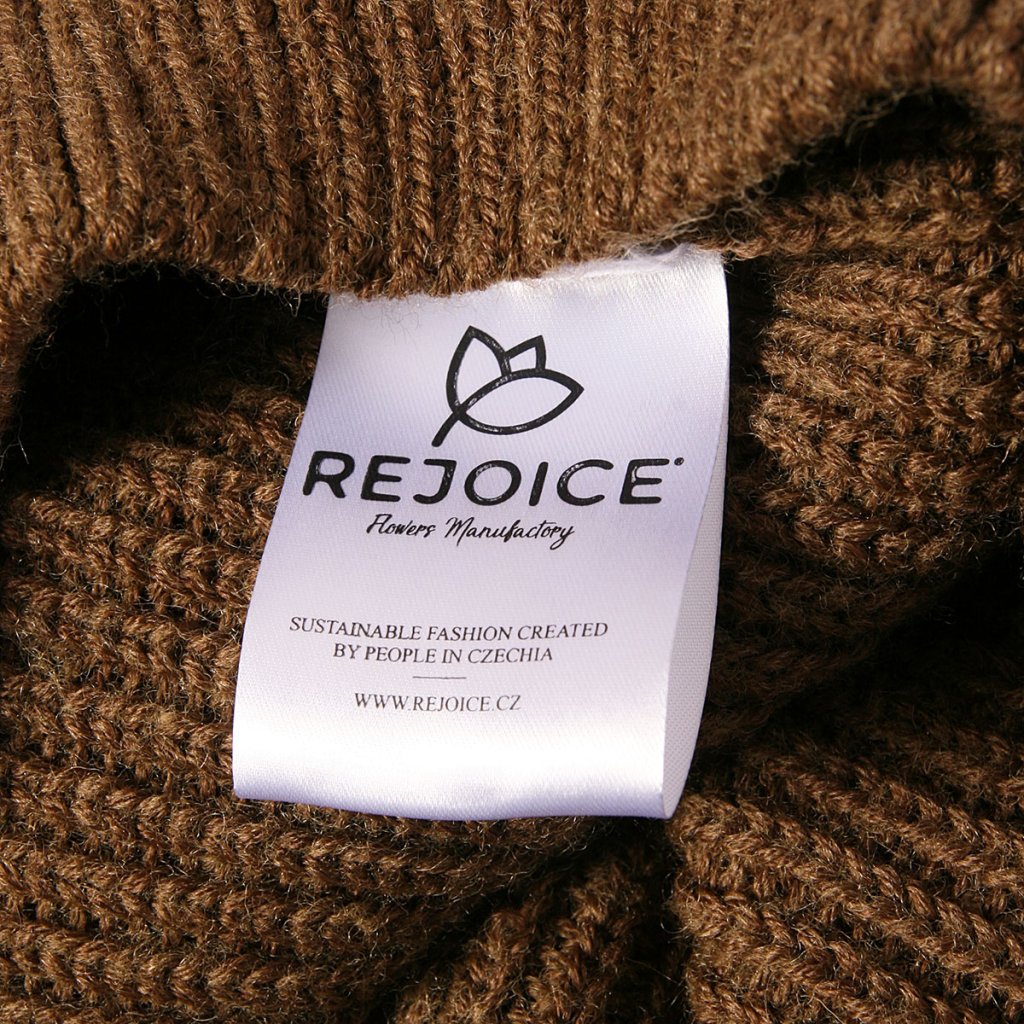 REJOICE®
Flowers Manufactory
SUSTAINABLE FASHION CREATED
BY PEOPLE IN CZECHIA
WWW.REJOICE.CZ